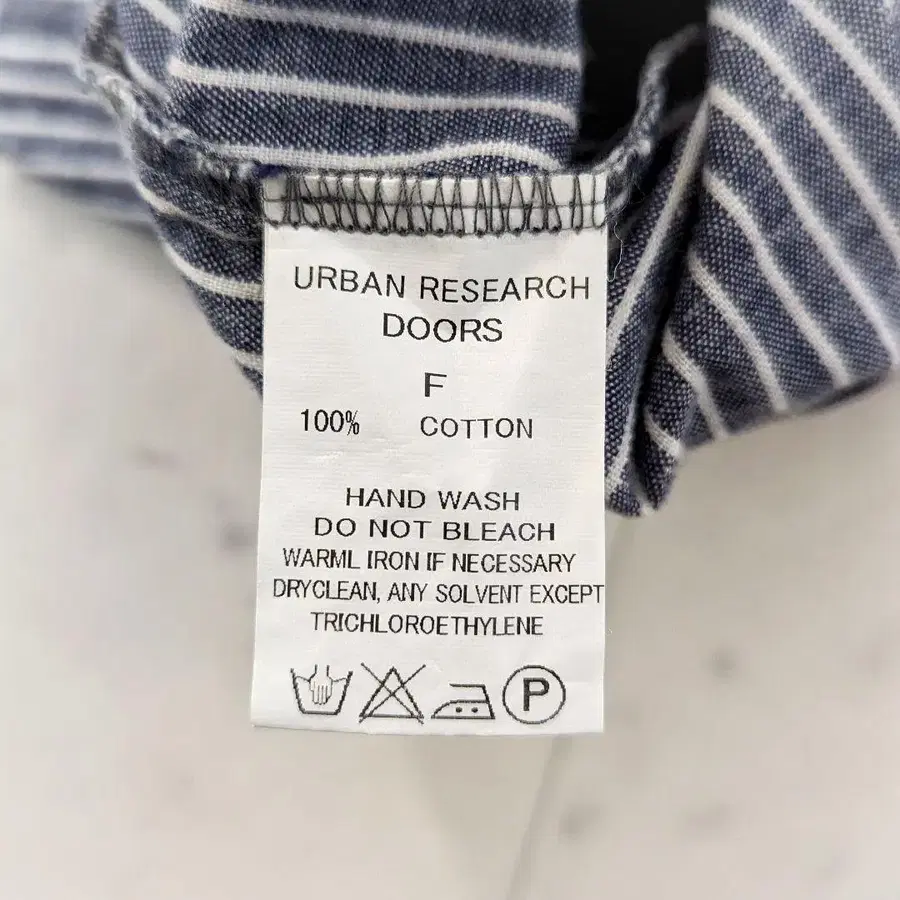 URBAN RESEARCH
DOORS
F
100% COTTON
HAND WASH
DO NOT BLEACH
WARML IRON IF NECESSARY
DRYCLEAN, ANY SOLVENT EXCEPT
TRICHLOROETHYLENE
P